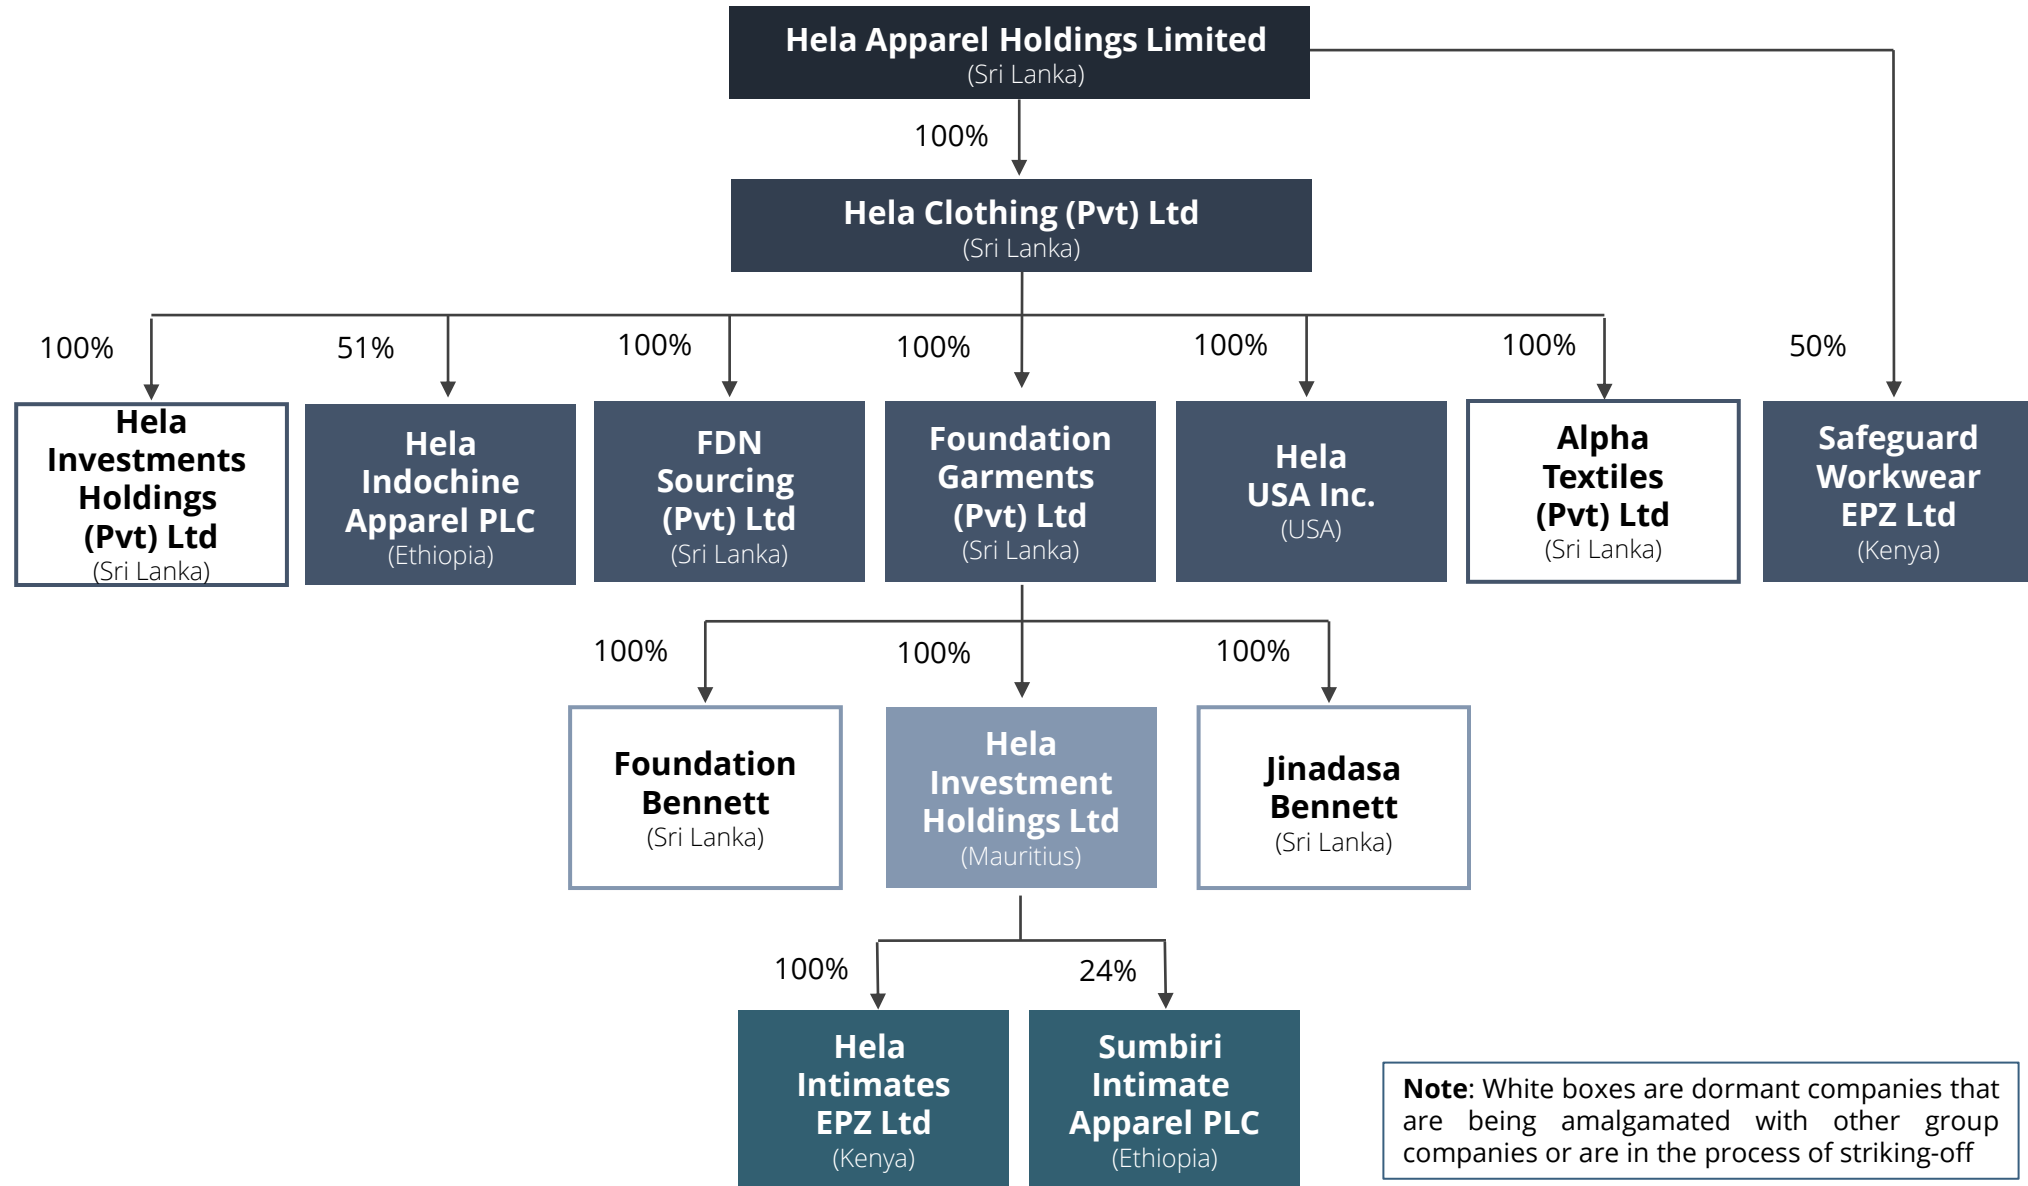 Hela Apparel Holdings Limited
(Sri Lanka)
100%
Hela Clothing (Pvt) Ltd
(Sri Lanka)
100%
51%
100%
100%
100%
100%
50%
Hela
Investments
Holdings
(Pvt) Ltd
(Sri Lanka)
Hela
Indochine
Apparel PLC
(Ethiopia)
FDN
Sourcing
(Pvt) Ltd
(Sri Lanka)
Foundation
Garments
(Pvt) Ltd
(Sri Lanka)
Hela
USA Inc.
(USA)
Alpha
Textiles
(Pvt) Ltd
(Sri Lanka)
Safeguard
Workwear
EPZ Ltd
(Kenya)
100%
100%
100%
Foundation
Bennett
(Sri Lanka)
Hela
Investment
Holdings Ltd
(Mauritius)
Jinadasa
Bennett
(Sri Lanka)
100%
24%
Hela
Intimates
EPZ Ltd
(Kenya)
Sumbiri
Intimate
Apparel PLC
(Ethiopia)
Note: White boxes are dormant companies that
are being amalgamated with other group
companies or are in the process of striking-off